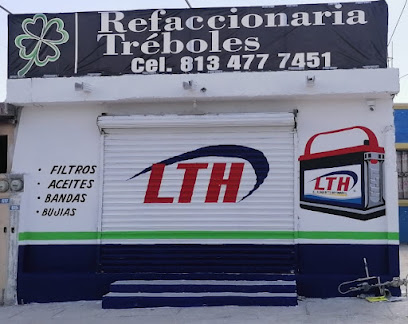 Refaccionaria
Tréboles
Cel. 813 477 7451
• FILTROS
• ACEITES
• BANDAS
• BUJIAS
LTH
LTH